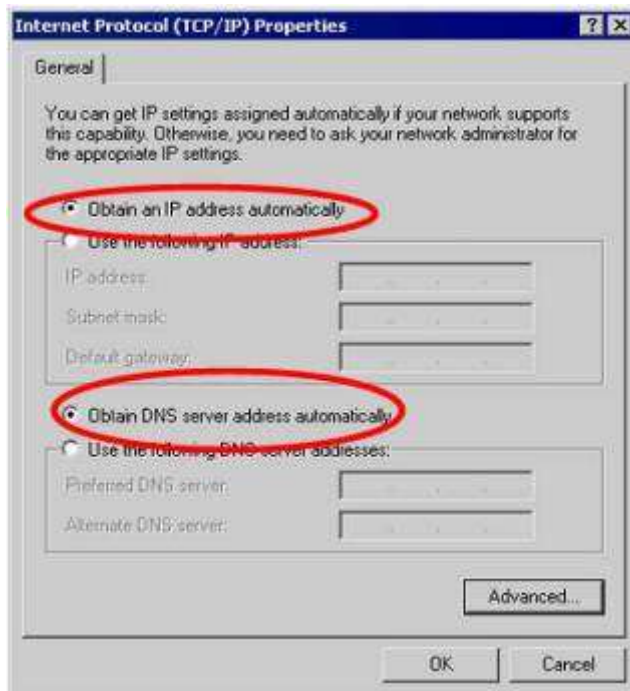 Internet Protocol (TCP/IP) Properties
General
You can get IP settings assigned automatically if your network supports
this capability. Otherwise, you need to ask your network administrator for
the appropriate IP settings.
Obtain an IP address automatically
Use the following IP address:
IP address:
Subnet mask:
Default gateway:
Obtain DNS server address automatically
Use the following DNS server addresses:
Preferred DNS server:
Alternate DNS server:
Advanced...
OK
Cancel